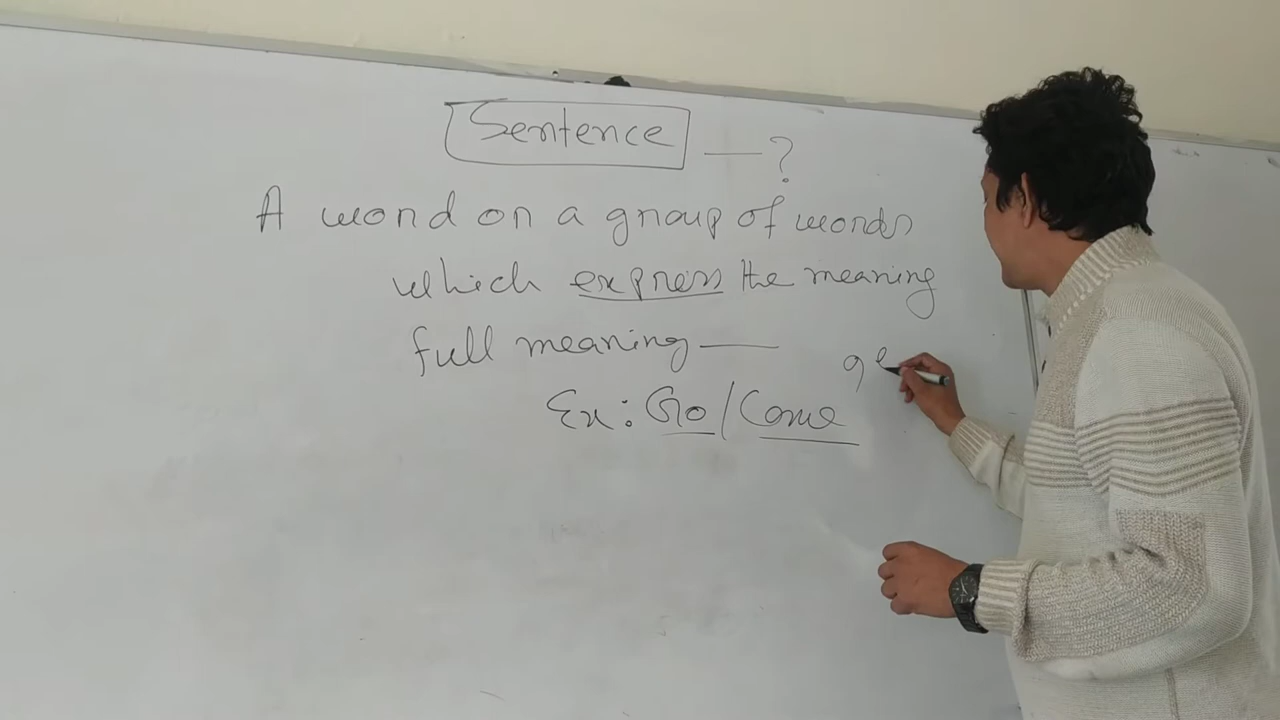 Sentence — ?
A word or a group of words
which express the meaning
full meaning —
Ex: Go / Come